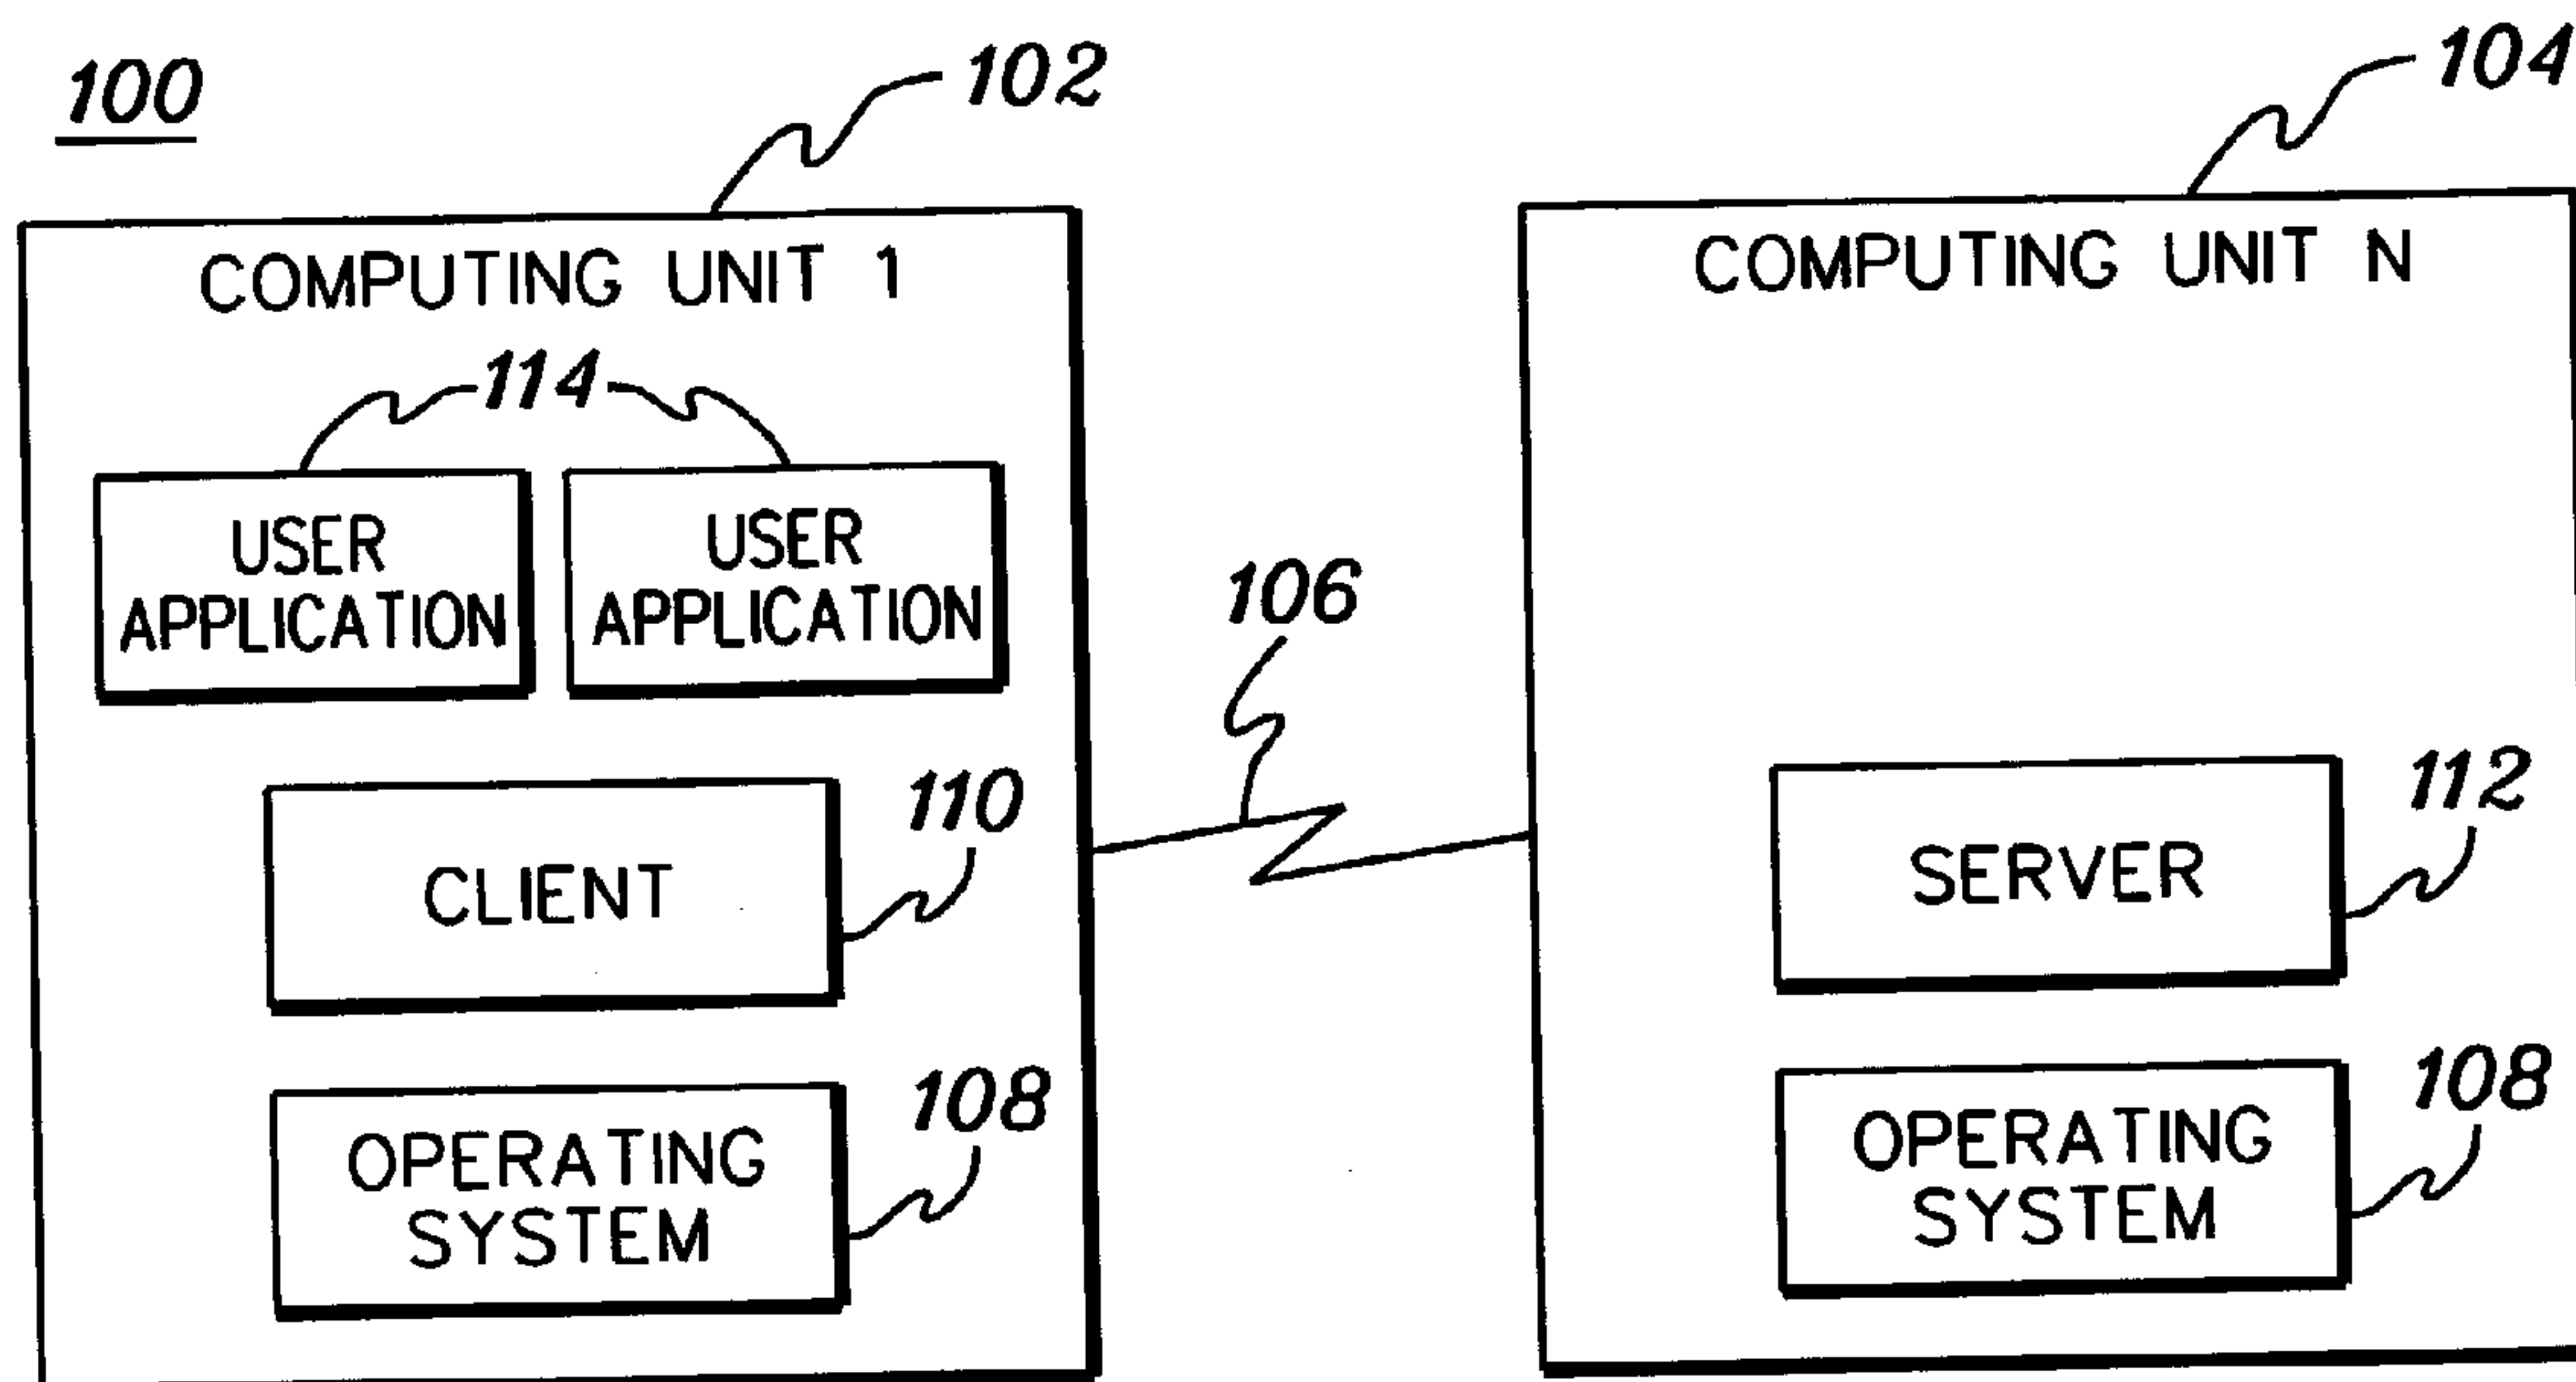 100
102
104
COMPUTING UNIT 1
COMPUTING UNIT N
114
USER
APPLICATION
USER
APPLICATION
106
110
CLIENT
112
SERVER
108
OPERATING
SYSTEM
108
OPERATING
SYSTEM